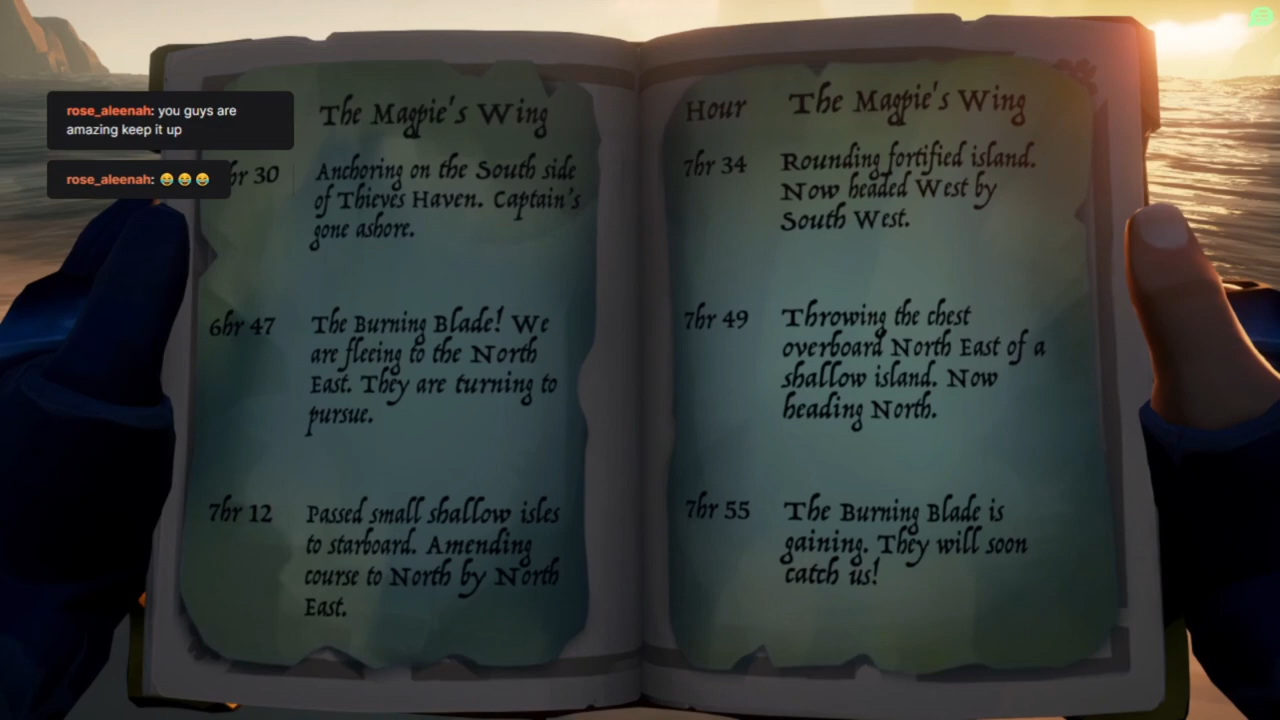 rose_aleenah: you guys are
amazing keep it up
rose_aleenah: 😂😂😂
The Magpie's Wing
hr 30
Anchoring on the South side
of Thieves Haven. Captain's
gone ashore.
6hr 47
The Burning Blade! We
are fleeing to the North
East. They are turning to
pursue.
7hr 12
Passed small shallow isles
to starboard. Amending
course to North by North
East.
Hour
The Magpie's Wing
7hr 34
Rounding fortified island.
Now headed West by
South West.
7hr 49
Throwing the chest
overboard North East of a
shallow island. Now
heading North.
7hr 55
The Burning Blade is
gaining. They will soon
catch us!